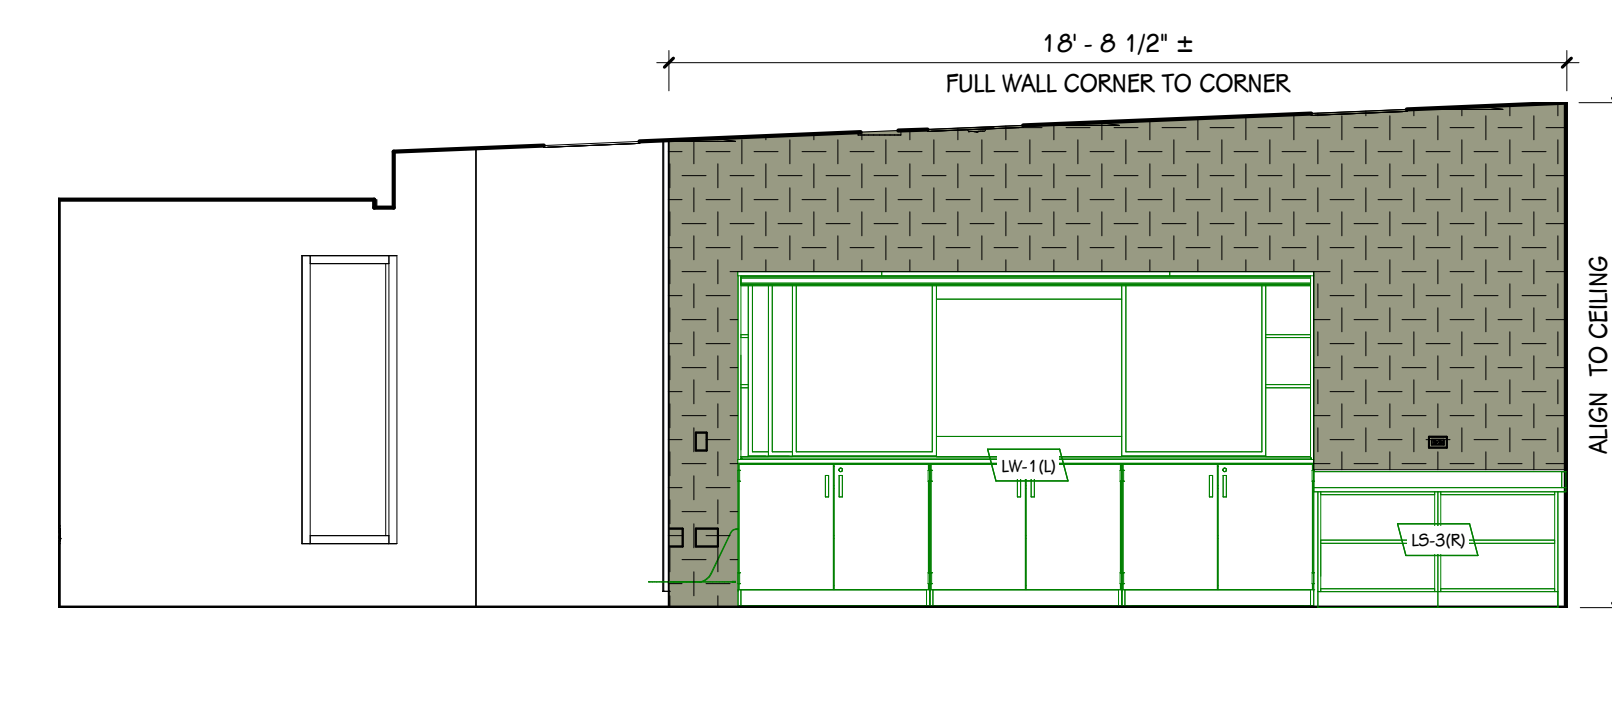 18' - 8 1/2" ±
FULL WALL CORNER TO CORNER
ALIGN TO CEILING
LW-1(L)
LS-3(R)